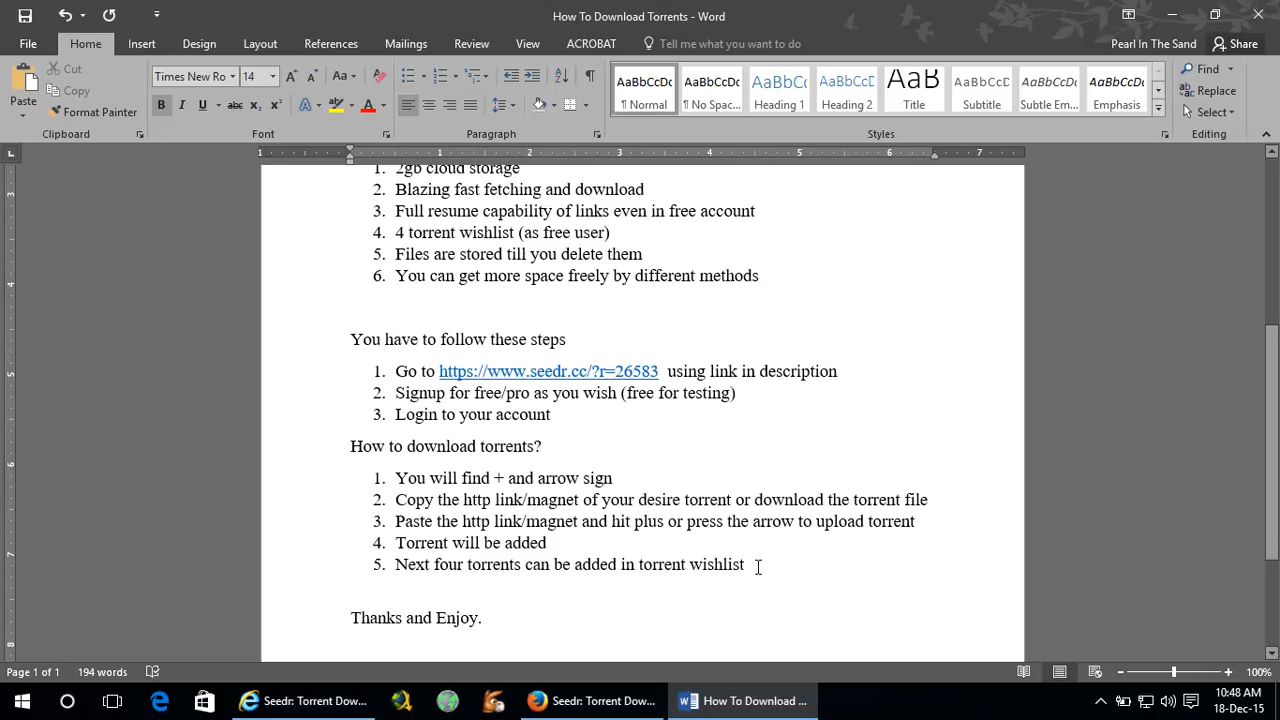 How To Download Torrents - Word
File Home Insert Design Layout References Mailings Review View ACROBAT Tell me what you want to do Pearl In The Sand Share
Paste Cut Copy Format Painter
Times New Ro 14
AaBbCcDc AaBbCcDc AaBbCcD AaBbCcD AaB AaBbCcDc AaBbCcDc AaBbCcDc
¶ Normal ¶ No Spac... Heading 1 Heading 2 Title Subtitle Subtle Em... Emphasis
Find Replace Select
Clipboard Font Paragraph Styles Editing
1 1 2 3 4 5 6 7
1. 2gb cloud storage
2. Blazing fast fetching and download
3. Full resume capability of links even in free account
4. 4 torrent wishlist (as free user)
5. Files are stored till you delete them
6. You can get more space freely by different methods
You have to follow these steps
1. Go to https://www.seedr.cc/?r=26583 using link in description
2. Signup for free/pro as you wish (free for testing)
3. Login to your account
How to download torrents?
1. You will find + and arrow sign
2. Copy the http link/magnet of your desire torrent or download the torrent file
3. Paste the http link/magnet and hit plus or press the arrow to upload torrent
4. Torrent will be added
5. Next four torrents can be added in torrent wishlist
Thanks and Enjoy.
Page 1 of 1 194 words 100%
Seedr: Torrent Dow... Seedr: Torrent Dow... How To Download ... 10:48 AM
18-Dec-15